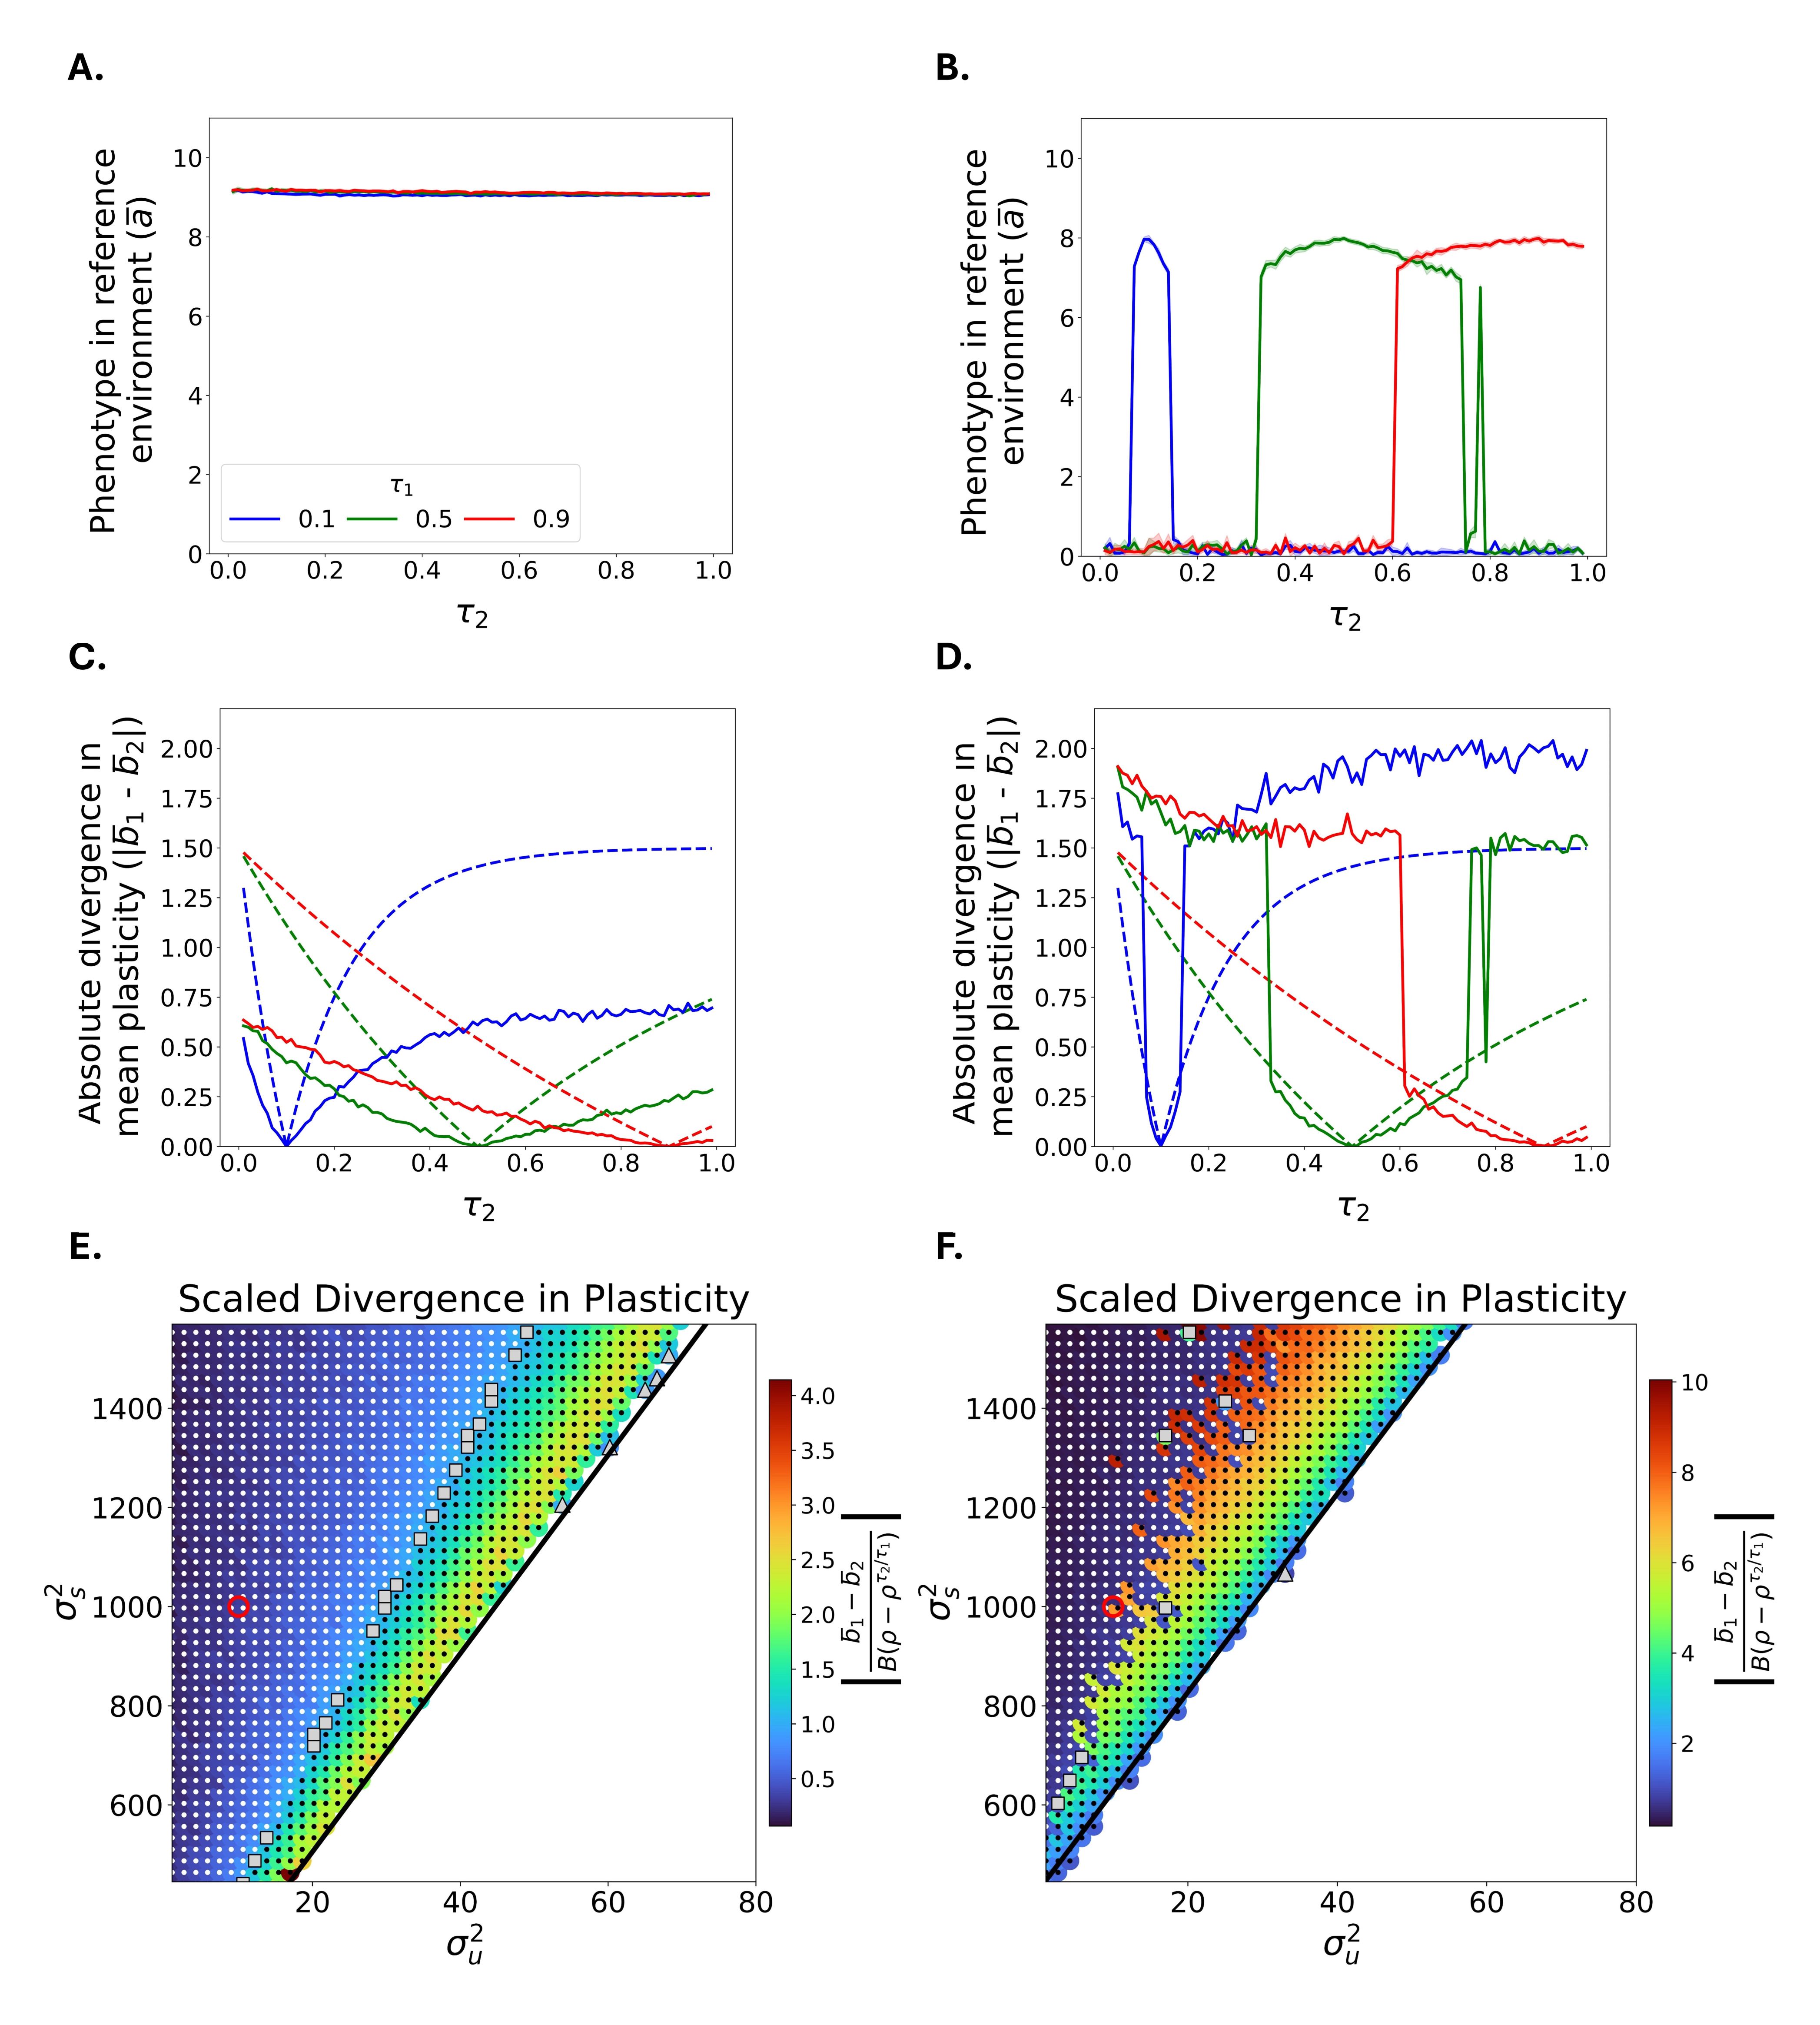 A.
B.
Phenotype in reference
environment (a̅)
10
8
6
4
2
0
τ1
0.1
0.5
0.9
0.0 0.2 0.4 0.6 0.8 1.0
τ2
Phenotype in reference
environment (a̅)
10
8
6
4
2
0
0.0 0.2 0.4 0.6 0.8 1.0
τ2
C.
D.
Absolute divergence in
mean plasticity (|b̅1 - b̅2|)
2.00
1.75
1.50
1.25
1.00
0.75
0.50
0.25
0.00
0.0 0.2 0.4 0.6 0.8 1.0
τ2
Absolute divergence in
mean plasticity (|b̅1 - b̅2|)
2.00
1.75
1.50
1.25
1.00
0.75
0.50
0.25
0.00
0.0 0.2 0.4 0.6 0.8 1.0
τ2
E.
F.
Scaled Divergence in Plasticity
σs²
1400
1200
1000
800
600
20 40 60 80
σu²
4.0
3.5
3.0
2.5
2.0
1.5
1.0
0.5
b̅1 − b̅2
B(ρ − ρ^τ2/τ1)
Scaled Divergence in Plasticity
σs²
1400
1200
1000
800
600
20 40 60 80
σu²
10
8
6
4
2
b̅1 − b̅2
B(ρ − ρ^τ2/τ1)